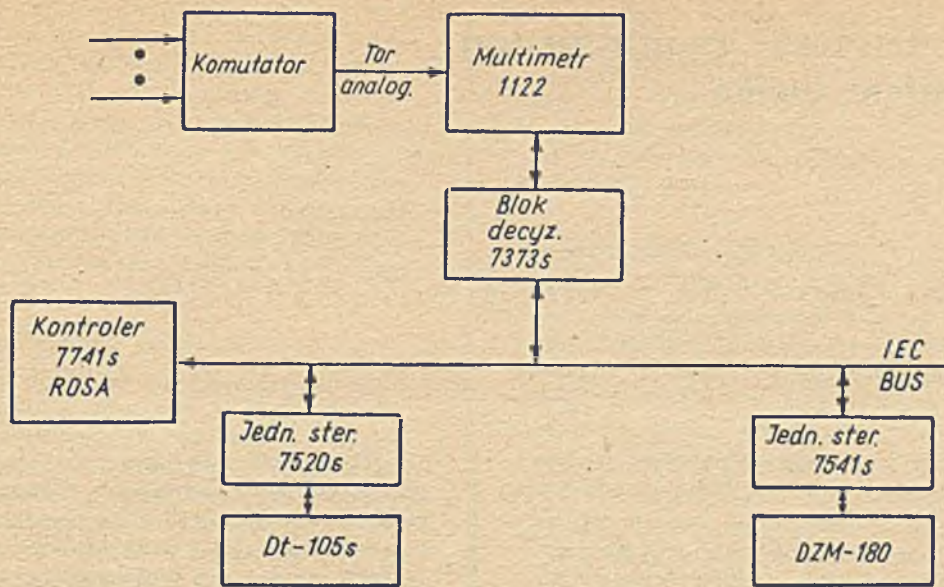 Komutator
Tor
analog.
Multimetr
1122
Blok
decyz.
7373s
Kontroler
7741s
ROSA
IEC
BUS
Jedn. ster.
7520s
Jedn. ster.
7541s
Dt-105s
DZM-180